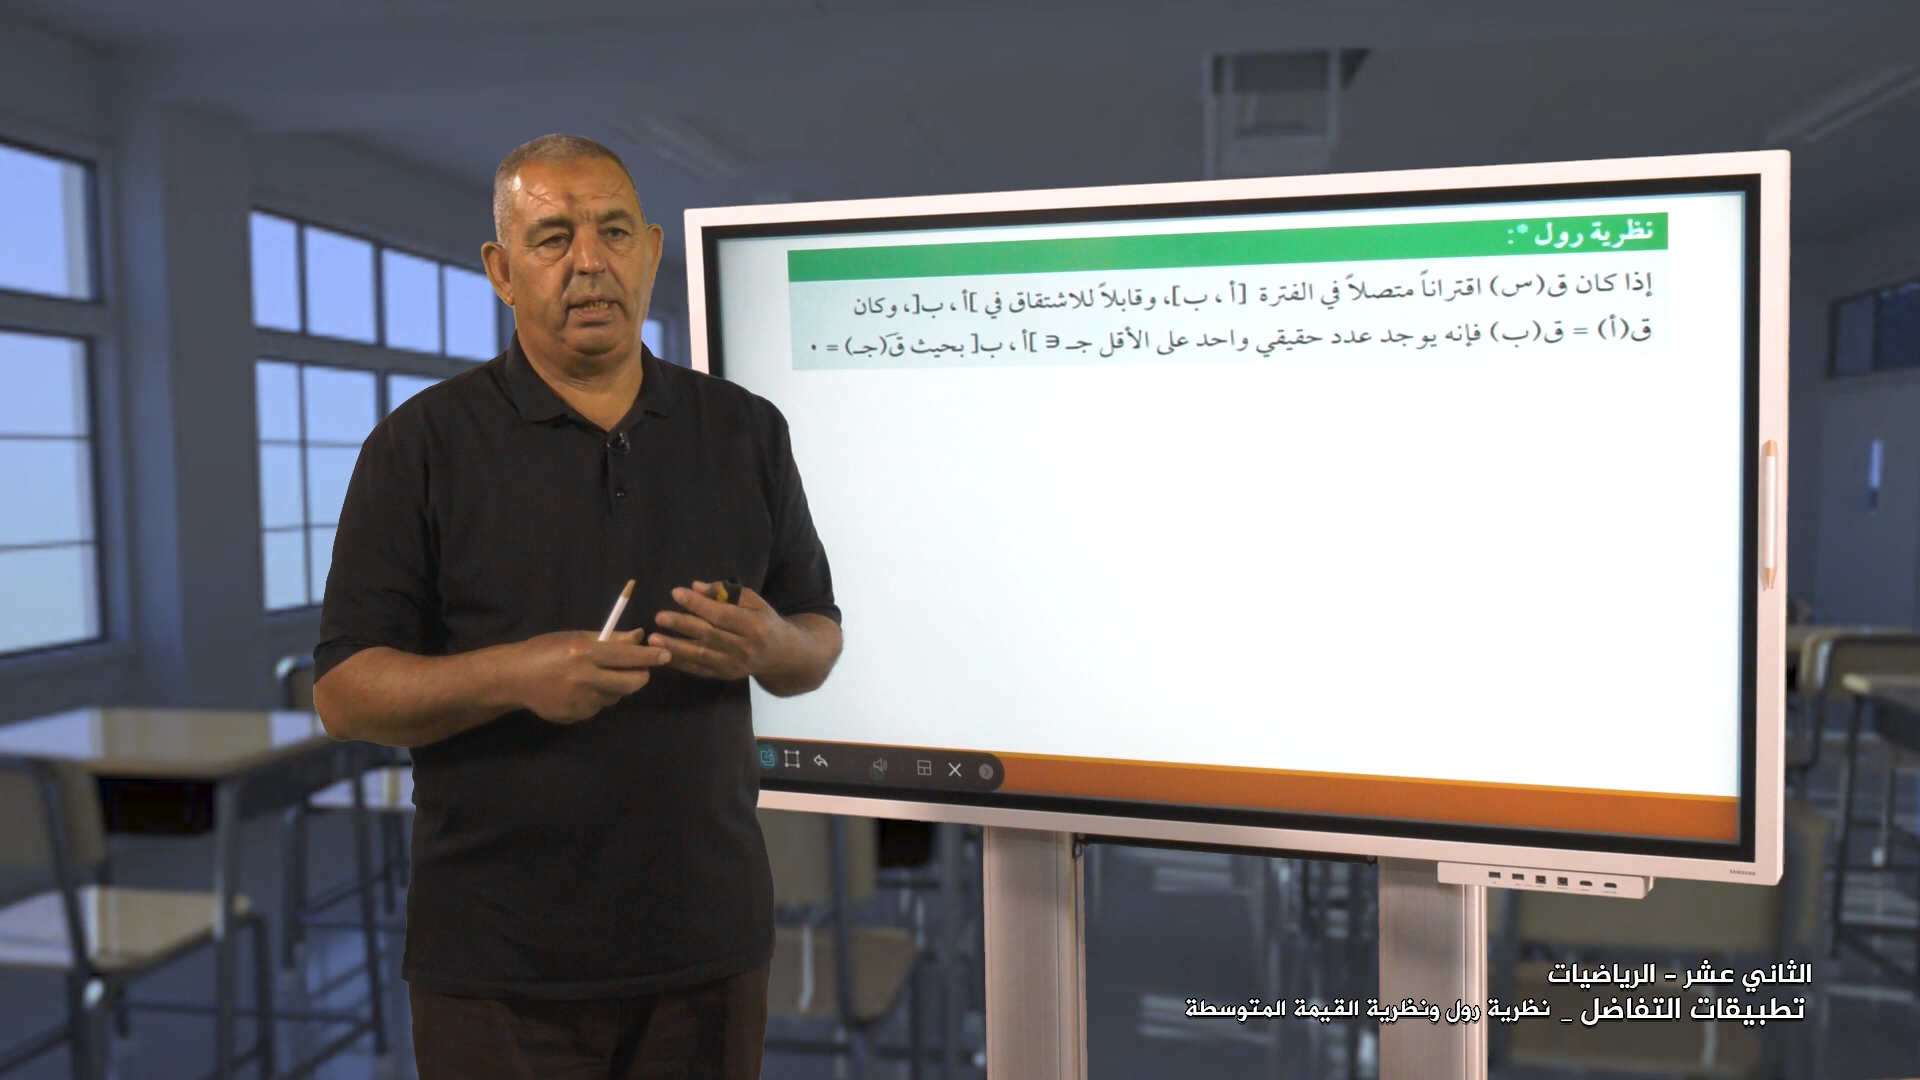 نظرية رول*:
إذا كان ق(س) اقتراناً متصلاً في الفترة [أ ، ب]، وقابلاً للاشتقاق في ]أ ، ب[، وكان
ق(أ) = ق(ب) فإنه يوجد عدد حقيقي واحد على الأقل جـ ∍ ]أ ، ب[ بحيث قَ(جـ) = ٠
SAMSUNG
الثاني عشر - الرياضيات
تطبيقات التفاضل _ نظرية رول ونظرية القيمة المتوسطة